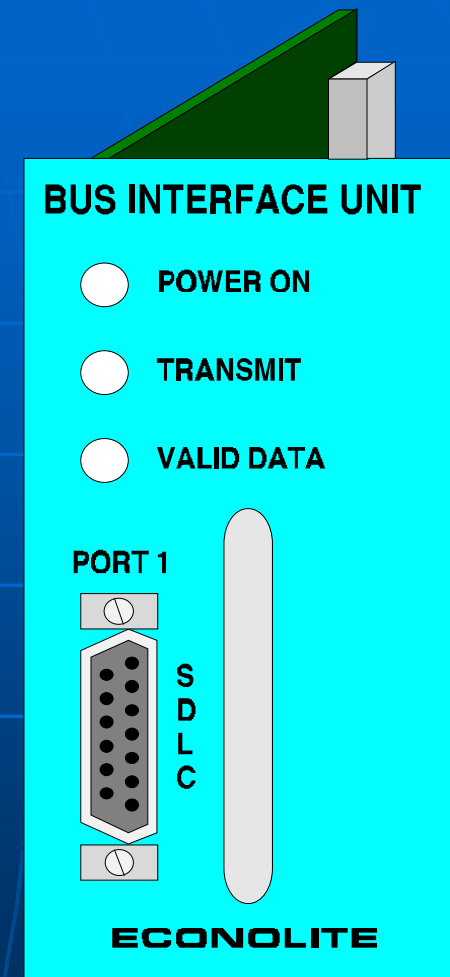 BUS INTERFACE UNIT
POWER ON
TRANSMIT
VALID DATA
PORT 1
S
D
L
C
ECONOLITE